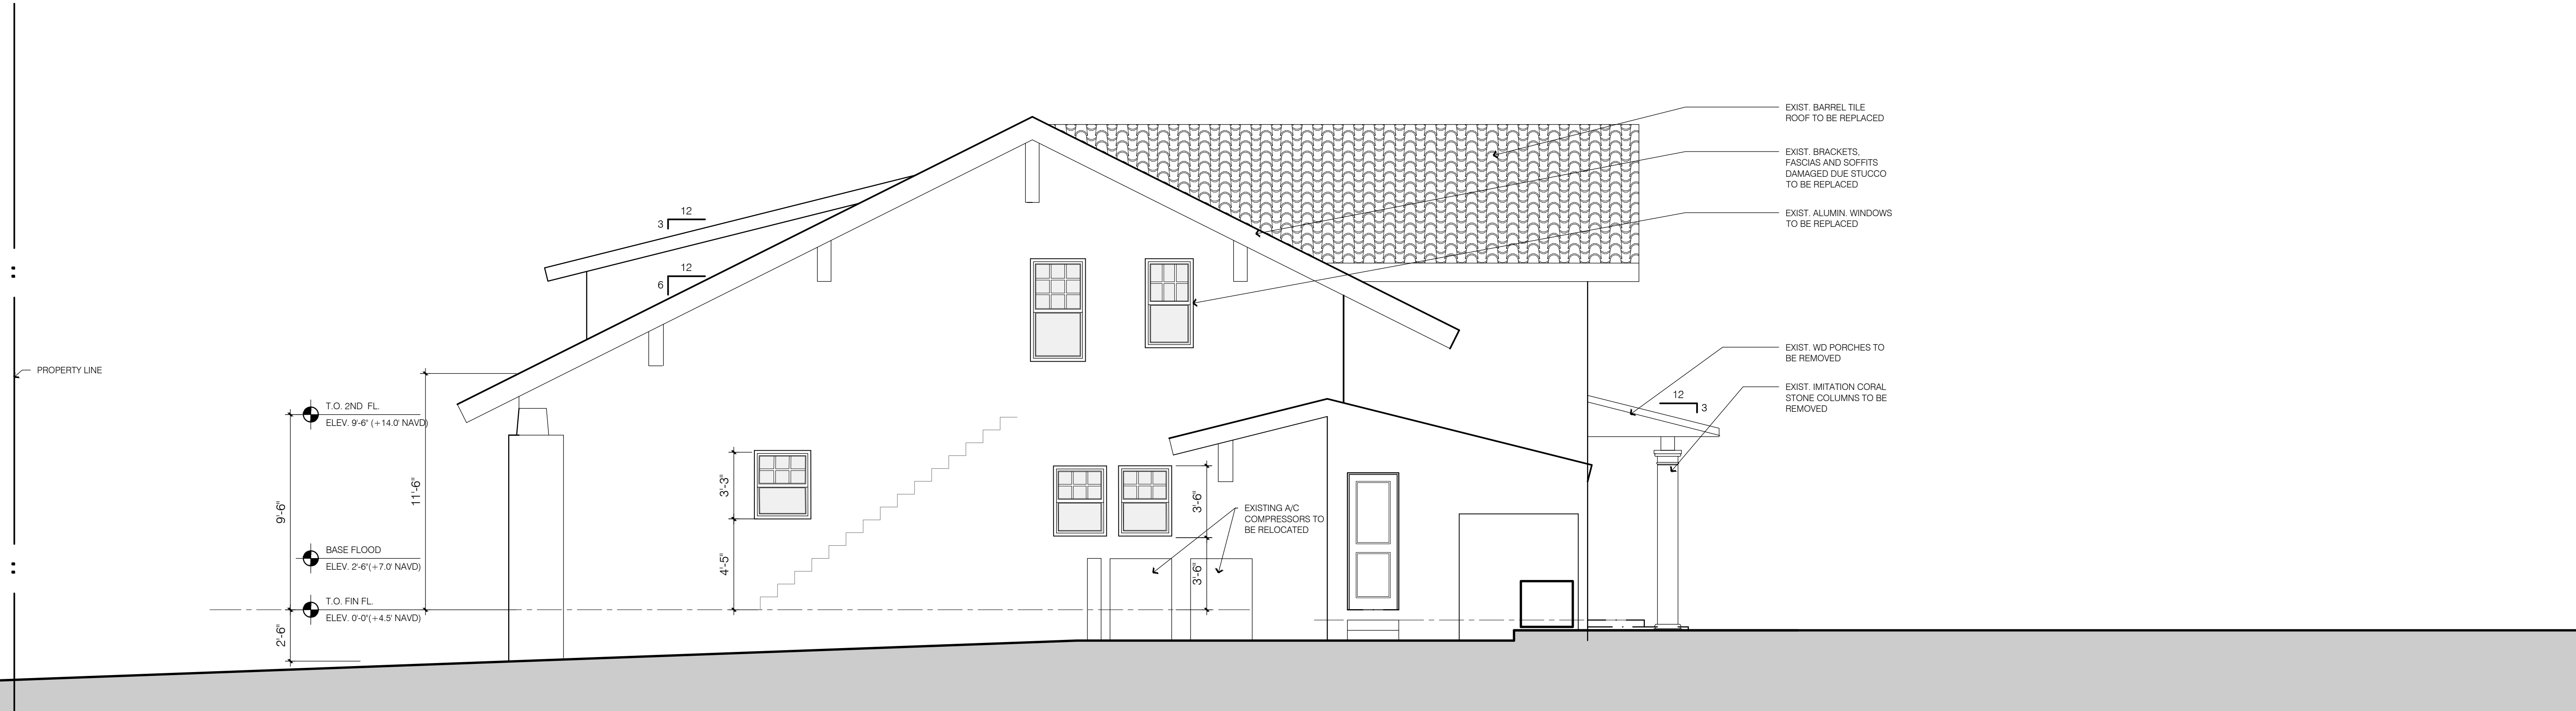 EXIST. BARREL TILE
ROOF TO BE REPLACED
EXIST. BRACKETS,
FASCIAS AND SOFFITS
DAMAGED DUE STUCCO
TO BE REPLACED
EXIST. ALUMIN. WINDOWS
TO BE REPLACED
12
3
12
6
EXIST. WD PORCHES TO
BE REMOVED
EXIST. IMITATION CORAL
STONE COLUMNS TO BE
REMOVED
12
3
PROPERTY LINE
T.O. 2ND FL.
ELEV. 9'-6" (+14.0' NAVD)
BASE FLOOD
ELEV. 2'-6"(+7.0' NAVD)
T.O. FIN FL.
ELEV. 0'-0"(+4.5' NAVD)
9'-6"
2'-6"
11'-6"
3'-3"
4'-5"
3'-6"
3'-6"
EXISTING A/C
COMPRESSORS TO
BE RELOCATED